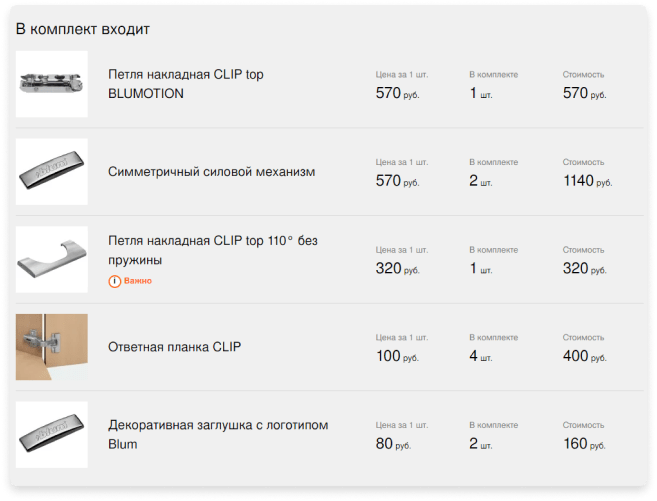 В комплект входит
Петля накладная CLIP top
BLUMOTION
Цена за 1 шт.
570 руб.
В комплекте
1 шт.
Стоимость
570 руб.
Симметричный силовой механизм
Цена за 1 шт.
570 руб.
В комплекте
2 шт.
Стоимость
1140 руб.
Петля накладная CLIP top 110° без
пружины
Важно
Цена за 1 шт.
320 руб.
В комплекте
1 шт.
Стоимость
320 руб.
Ответная планка CLIP
Цена за 1 шт.
100 руб.
В комплекте
4 шт.
Стоимость
400 руб.
Декоративная заглушка с логотипом
Blum
Цена за 1 шт.
80 руб.
В комплекте
2 шт.
Стоимость
160 руб.